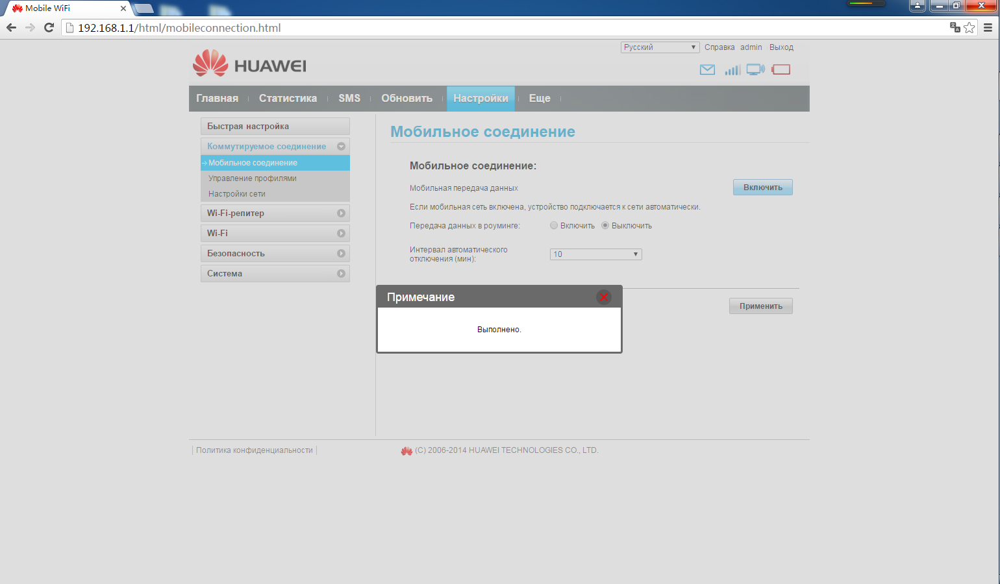 Mobile WiFi
192.168.1.1/html/mobileconnection.html
Русский Справка admin Выход
HUAWEI
Главная Статистика SMS Обновить Настройки Еще
Быстрая настройка
Коммутируемое соединение
Мобильное соединение
Управление профилями
Настройки сети
Wi-Fi-репитер
Wi-Fi
Безопасность
Система
Мобильное соединение
Мобильное соединение:
Мобильная передача данных Включить
Если мобильная сеть включена, устройство подключается к сети автоматически.
Передача данных в роуминге: Включить Выключить
Интервал автоматического
отключения (мин): 10
Примечание
Применить
Выполнено.
Политика конфиденциальности
(C) 2006-2014 HUAWEI TECHNOLOGIES CO., LTD.